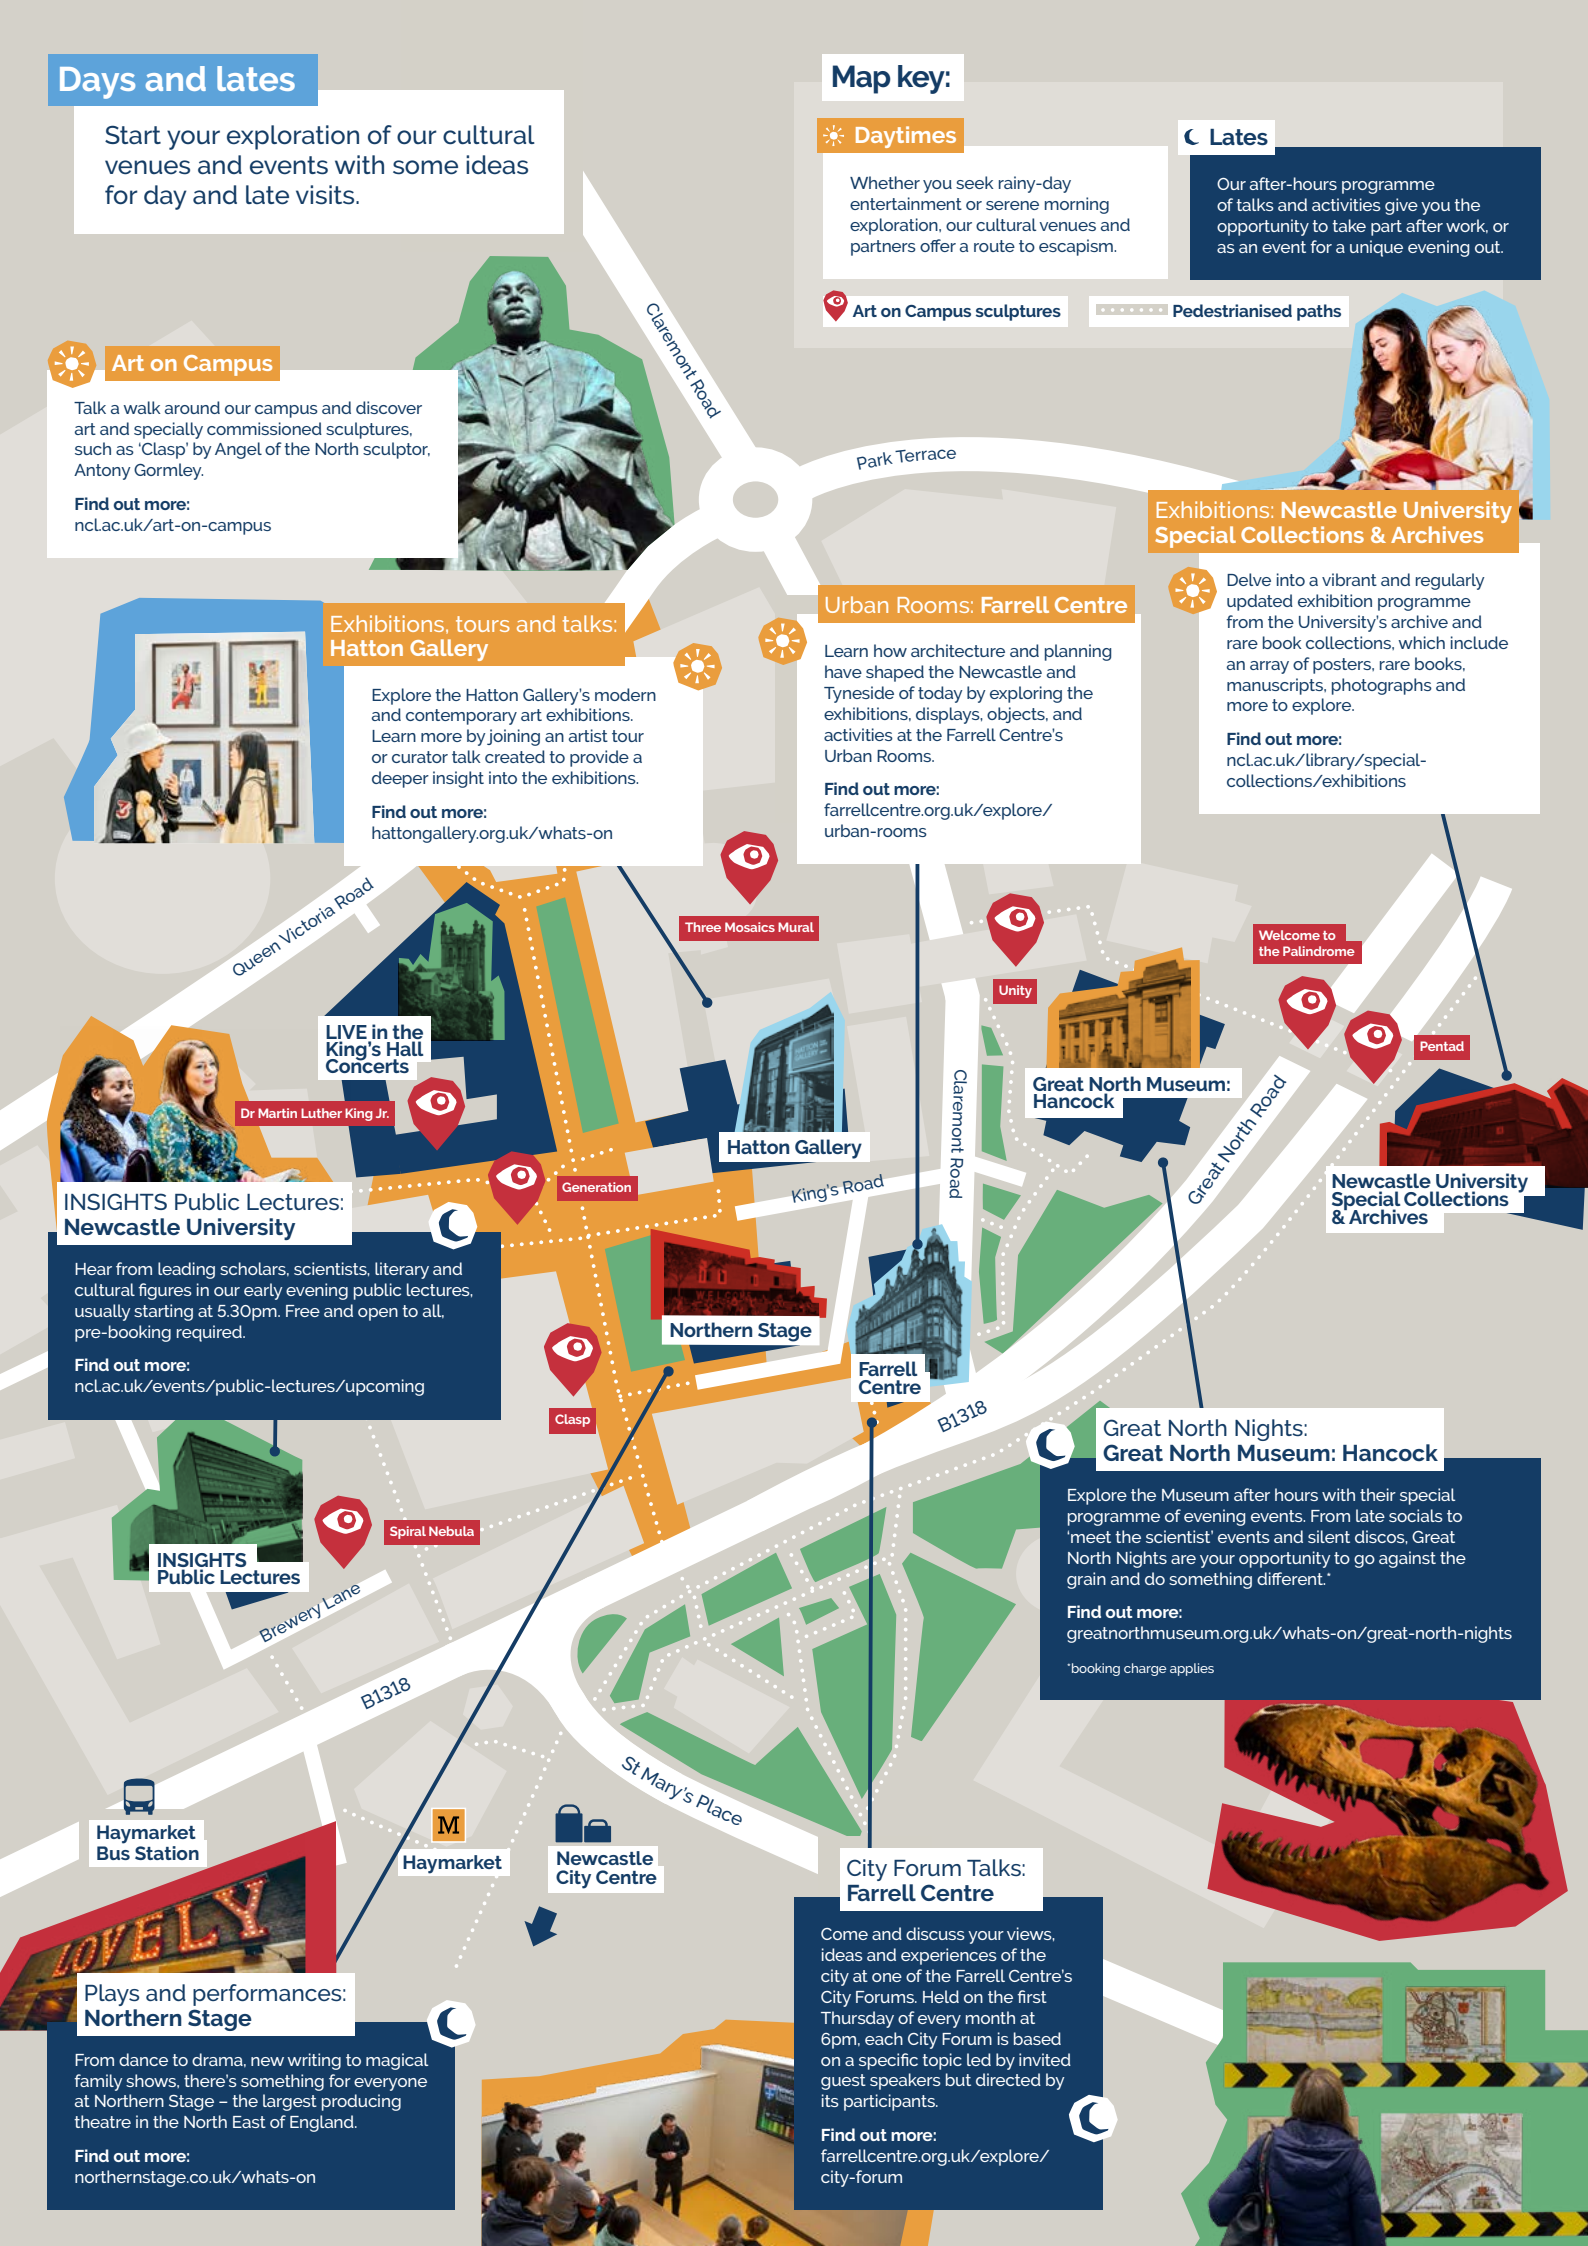 Days and lates
Start your exploration of our cultural
venues and events with some ideas
for day and late visits.
Map key:
Daytimes
Whether you seek rainy-day
entertainment or serene morning
exploration, our cultural venues and
partners offer a route to escapism.
Lates
Our after-hours programme
of talks and activities give you the
opportunity to take part after work, or
as an event for a unique evening out.
Art on Campus sculptures
Pedestrianised paths
Art on Campus
Talk a walk around our campus and discover
art and specially commissioned sculptures,
such as ‘Clasp’ by Angel of the North sculptor,
Antony Gormley.
Find out more:
ncl.ac.uk/art-on-campus
Claremont Road
Park Terrace
Exhibitions: Newcastle University
Special Collections & Archives
Delve into a vibrant and regularly
updated exhibition programme
from the University’s archive and
rare book collections, which include
an array of posters, rare books,
manuscripts, photographs and
more to explore.
Find out more:
ncl.ac.uk/library/special-
collections/exhibitions
Exhibitions, tours and talks:
Hatton Gallery
Explore the Hatton Gallery’s modern
and contemporary art exhibitions.
Learn more by joining an artist tour
or curator talk created to provide a
deeper insight into the exhibitions.
Find out more:
hattongallery.org.uk/whats-on
Urban Rooms: Farrell Centre
Learn how architecture and planning
have shaped the Newcastle and
Tyneside of today by exploring the
exhibitions, displays, objects, and
activities at the Farrell Centre’s
Urban Rooms.
Find out more:
farrellcentre.org.uk/explore/
urban-rooms
Queen Victoria Road
Three Mosaics Mural
Unity
Welcome to
the Palindrome
Pentad
LIVE in the
King’s Hall
Concerts
Dr Martin Luther King Jr.
Generation
HATTON
GALLERY
Hatton Gallery
King’s Road
Claremont Road
Great North Museum:
Hancock
Great North Road
Newcastle University
Special Collections
& Archives
INSIGHTS Public Lectures:
Newcastle University
Hear from leading scholars, scientists, literary and
cultural figures in our early evening public lectures,
usually starting at 5.30pm. Free and open to all,
pre-booking required.
Find out more:
ncl.ac.uk/events/public-lectures/upcoming
WELCOME
Northern Stage
Farrell
Centre
Clasp
B1318
INSIGHTS
Public Lectures
Spiral Nebula
Brewery Lane
B1318
Great North Nights:
Great North Museum: Hancock
Explore the Museum after hours with their special
programme of evening events. From late socials to
‘meet the scientist’ events and silent discos, Great
North Nights are your opportunity to go against the
grain and do something different.*
Find out more:
greatnorthmuseum.org.uk/whats-on/great-north-nights
*booking charge applies
St Mary’s Place
Haymarket
Bus Station
M
Haymarket
Newcastle
City Centre
LOVELY
Plays and performances:
Northern Stage
From dance to drama, new writing to magical
family shows, there’s something for everyone
at Northern Stage – the largest producing
theatre in the North East of England.
Find out more:
northernstage.co.uk/whats-on
City Forum Talks:
Farrell Centre
Come and discuss your views,
ideas and experiences of the
city at one of the Farrell Centre’s
City Forums. Held on the first
Thursday of every month at
6pm, each City Forum is based
on a specific topic led by invited
guest speakers but directed by
its participants.
Find out more:
farrellcentre.org.uk/explore/
city-forum